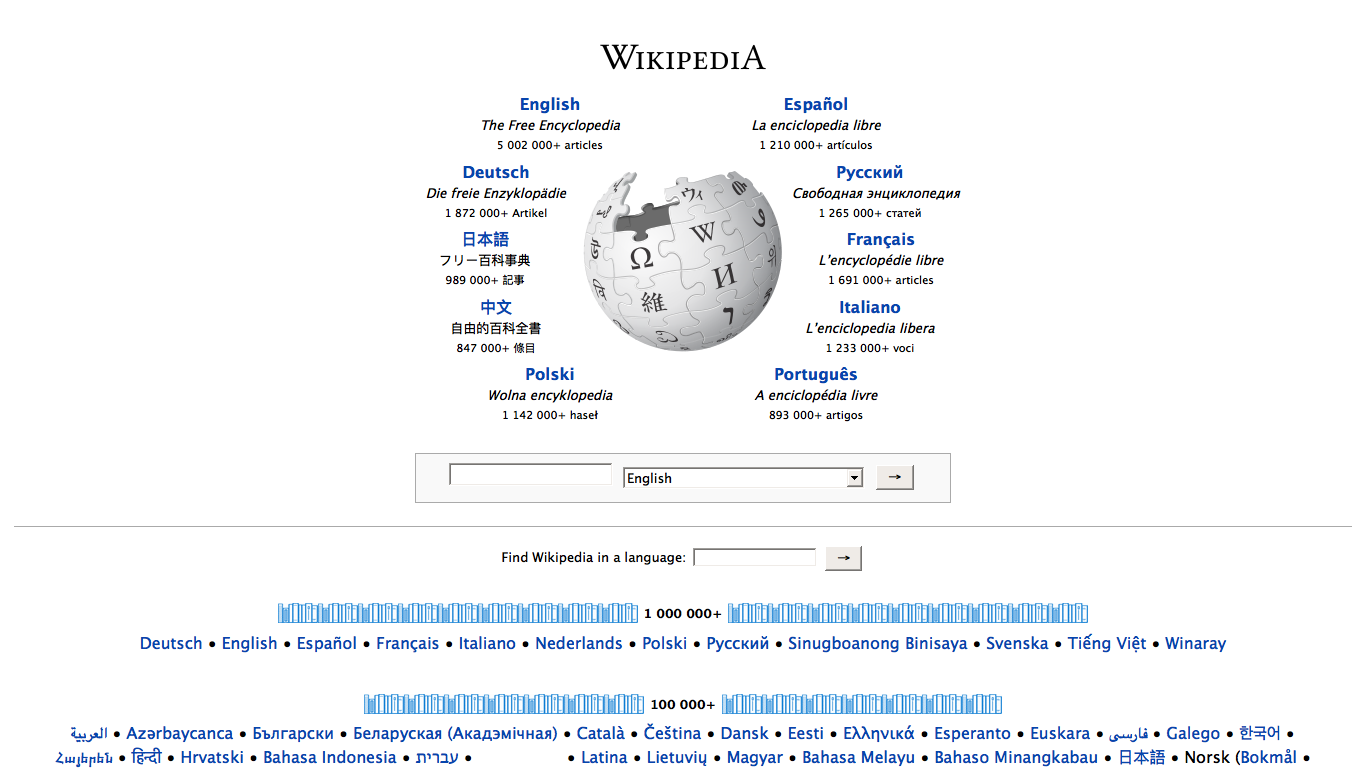 WIKIPEDIA
English
The Free Encyclopedia
5 002 000+ articles
Español
La enciclopedia libre
1 210 000+ artículos
Deutsch
Die freie Enzyklopädie
1 872 000+ Artikel
Русский
Свободная энциклопедия
1 265 000+ статей
日本語
フリー百科事典
989 000+ 記事
Français
L'encyclopédie libre
1 691 000+ articles
中文
自由的百科全書
847 000+ 條目
Italiano
L'enciclopedia libera
1 233 000+ voci
Polski
Wolna encyklopedia
1 142 000+ haseł
Português
A enciclopédia livre
893 000+ artigos
ウィ
Ω W
維 И
English →
Find Wikipedia in a language: →
1 000 000+
Deutsch • English • Español • Français • Italiano • Nederlands • Polski • Русский • Sinugboanong Binisaya • Svenska • Tiếng Việt • Winaray
100 000+
العربية • Azərbaycanca • Български • Беларуская (Акадэмічная) • Català • Čeština • Dansk • Eesti • Ελληνικά • Esperanto • Euskara • فارسی • Galego • 한국어 •
Հայերեն • हिन्दी • Hrvatski • Bahasa Indonesia • עברית • • Latina • Lietuvių • Magyar • Bahasa Melayu • Bahaso Minangkabau • 日本語 • Norsk (Bokmål •